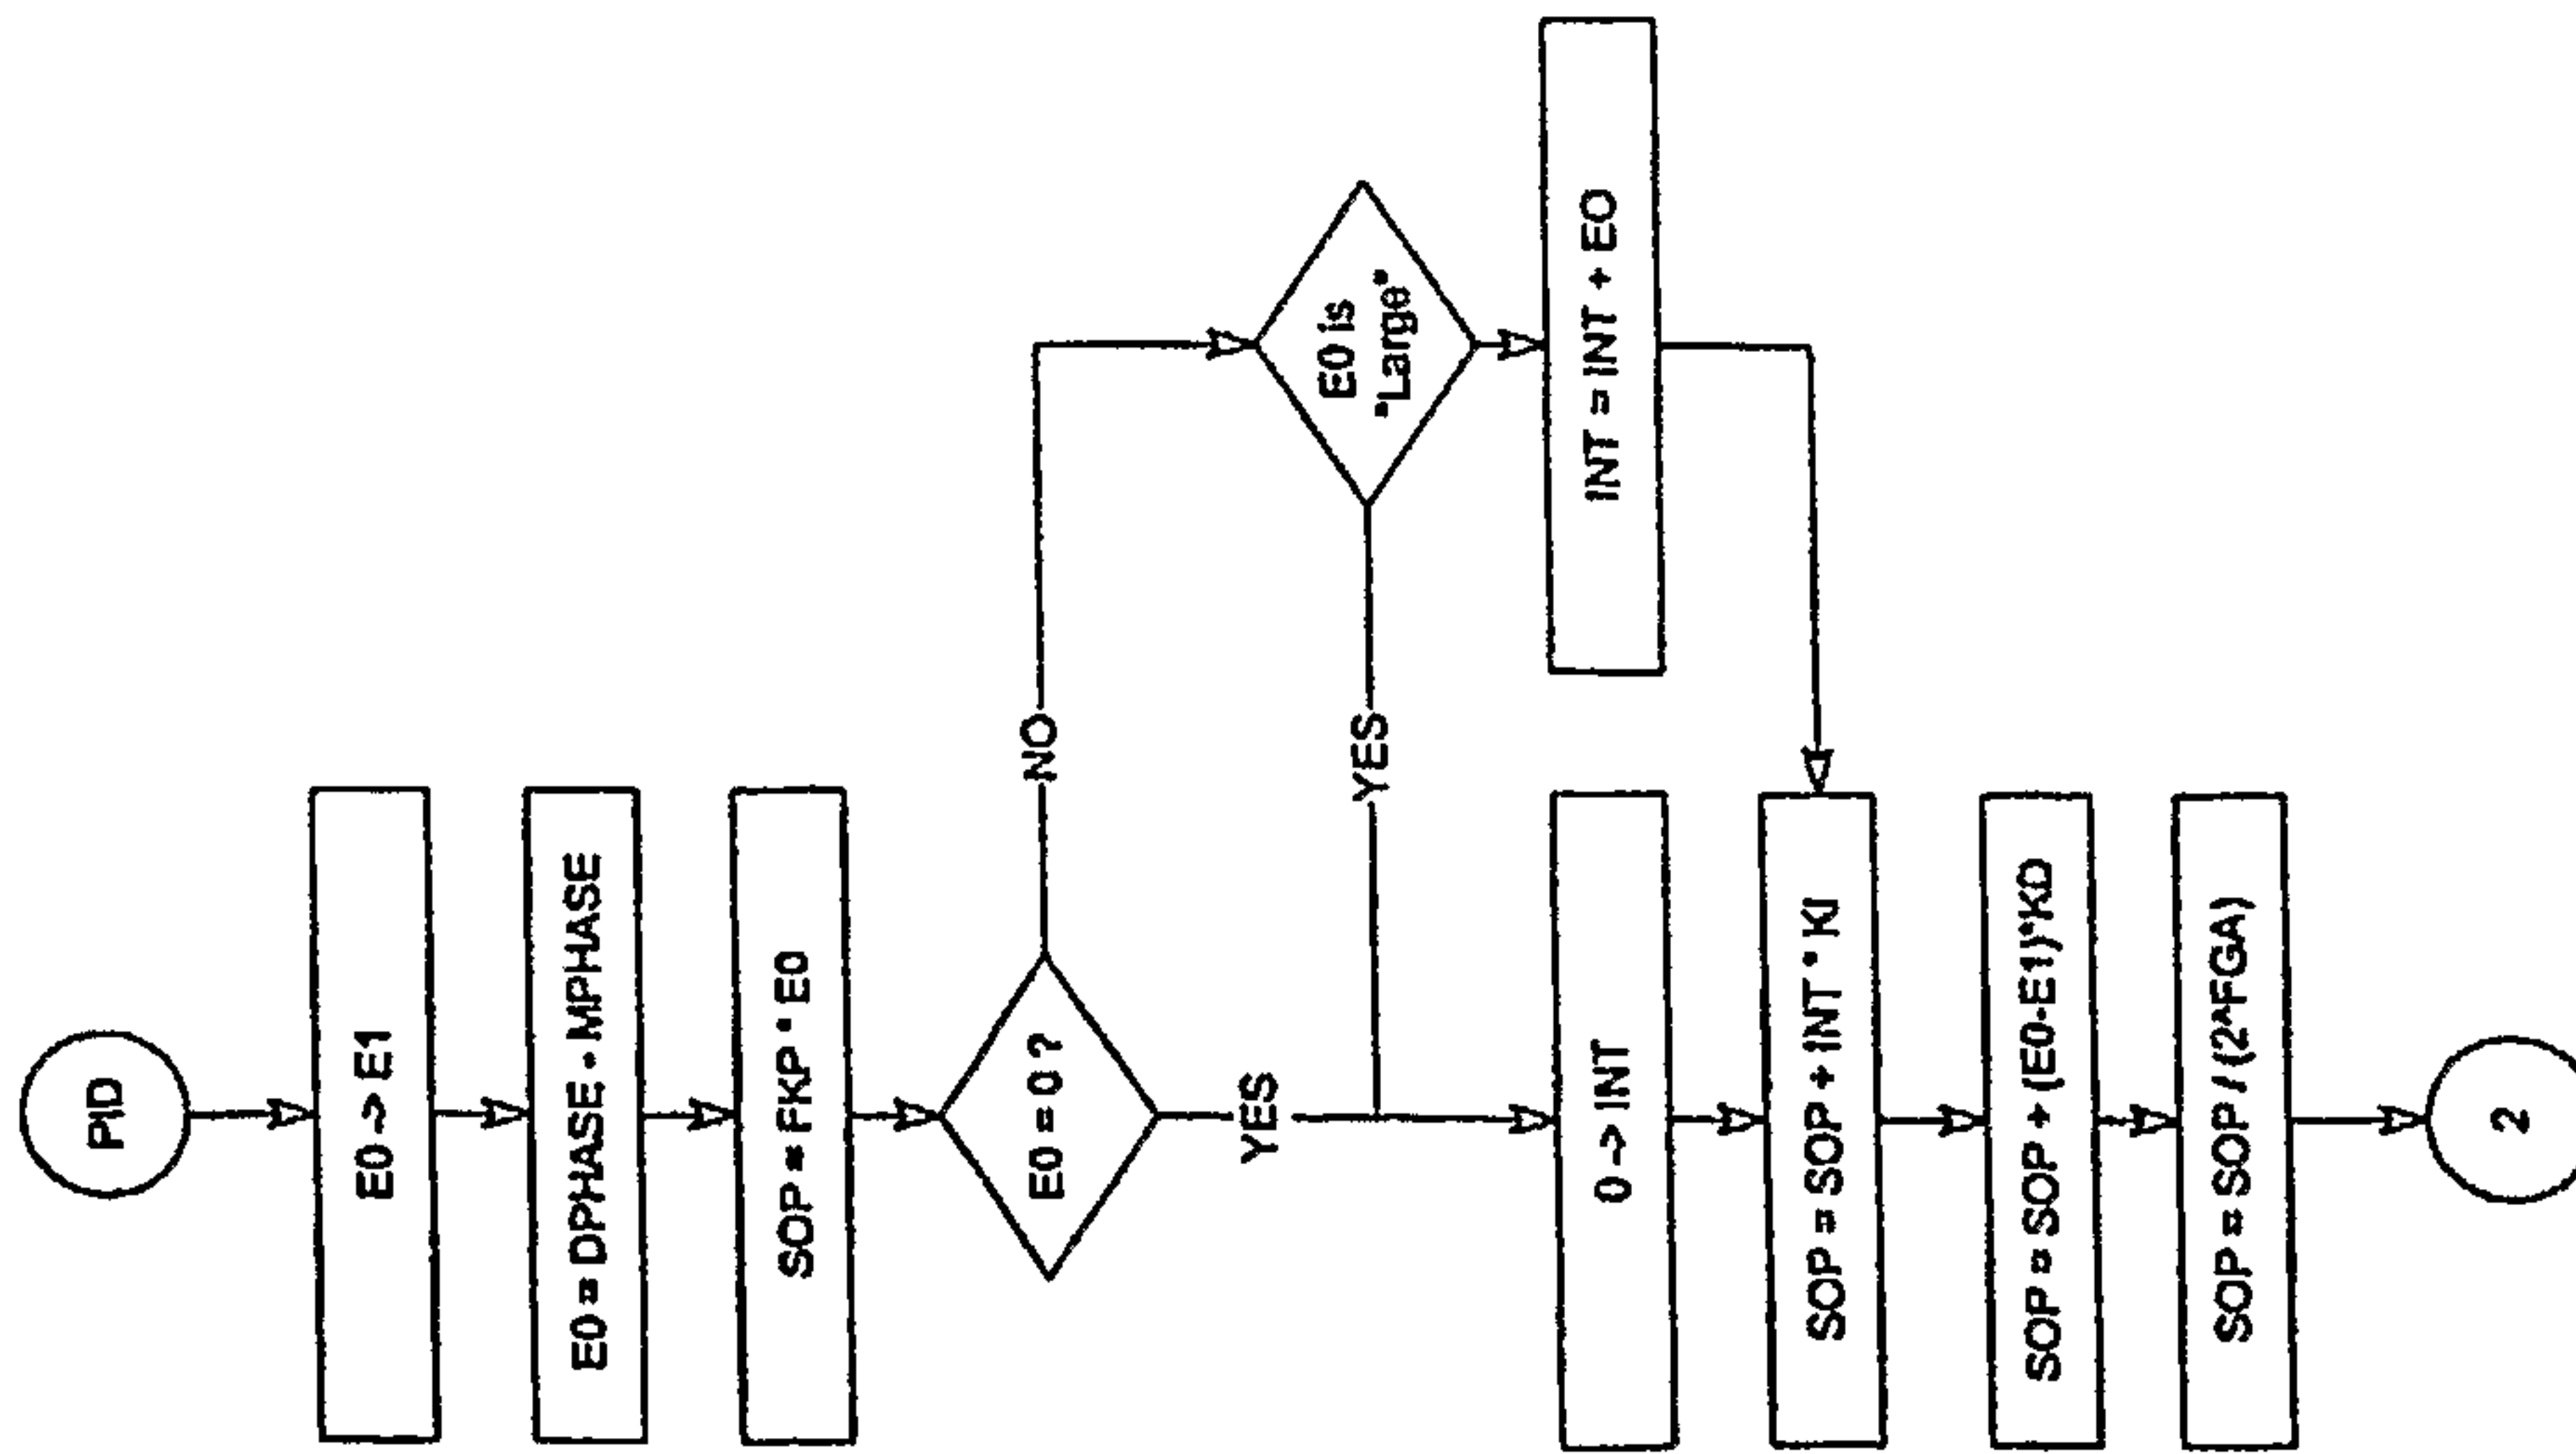 PID
E0 -> E1
E0 = DPHASE - MPHASE
SOP = FKP * E0
E0 = 0 ?
NO
YES
E0 is
"Large"
YES
INT = INT + EO
0 -> INT
SOP = SOP + INT * KI
SOP = SOP + (E0-E1)*KD
SOP = SOP / (2^FGA)
2